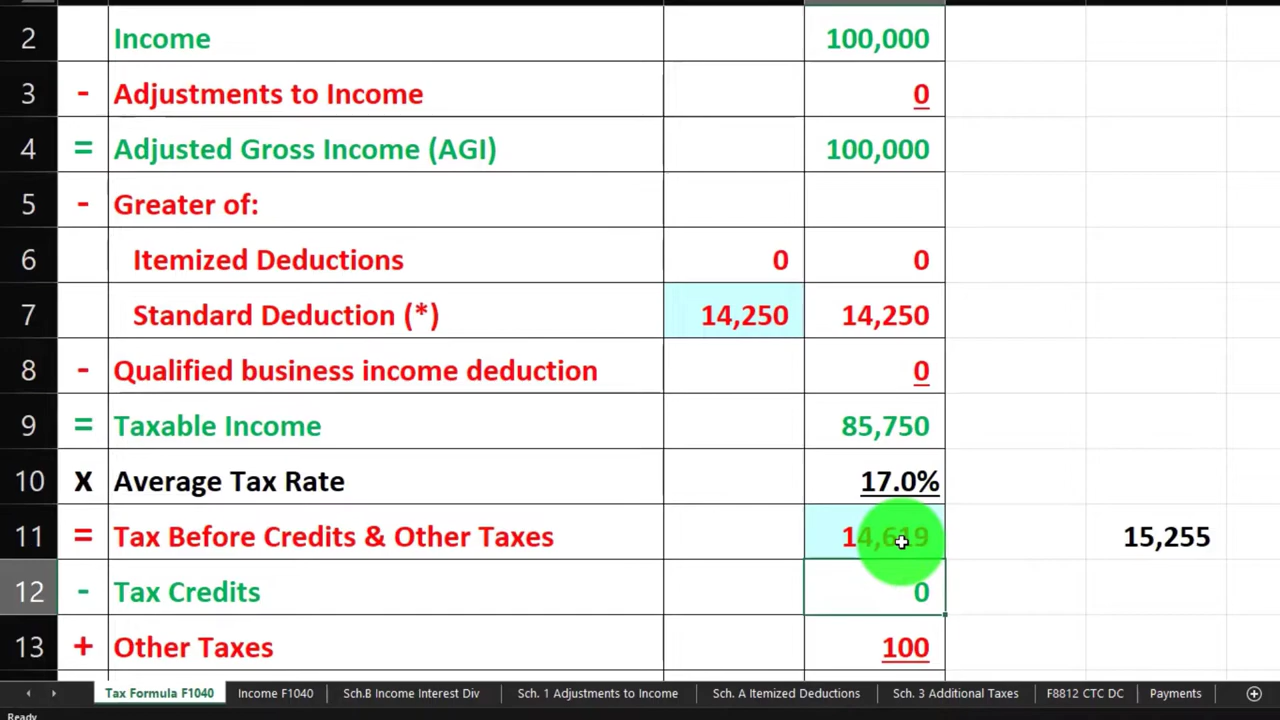 2 Income 100,000
3 - Adjustments to Income 0
4 = Adjusted Gross Income (AGI) 100,000
5 - Greater of:
6 Itemized Deductions 0 0
7 Standard Deduction (*) 14,250 14,250
8 - Qualified business income deduction 0
9 = Taxable Income 85,750
10 X Average Tax Rate 17.0%
11 = Tax Before Credits & Other Taxes 14,619 15,255
12 - Tax Credits 0
13 + Other Taxes 100
Tax Formula F1040 Income F1040 Sch.B Income Interest Div Sch. 1 Adjustments to Income Sch. A Itemized Deductions Sch. 3 Additional Taxes F8812 CTC DC Payments
Ready